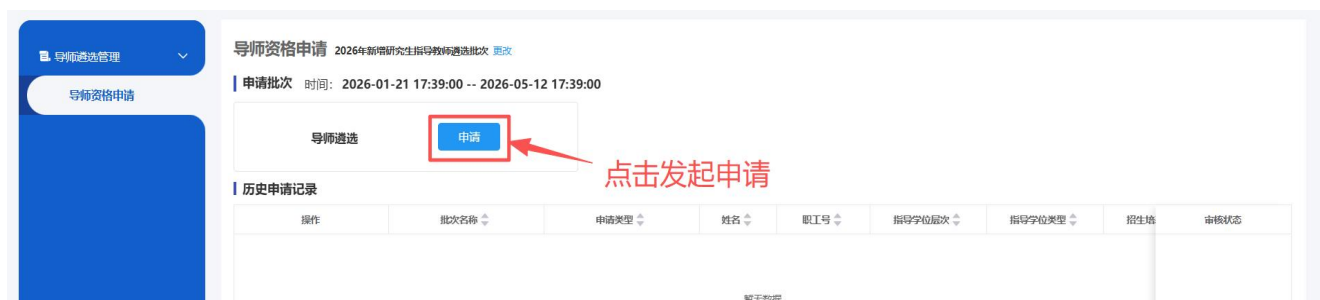 导师遴选管理
导师资格申请
导师资格申请 2026年新增研究生指导教师遴选批次 更改
申请批次 时间：2026-01-21 17:39:00 -- 2026-05-12 17:39:00
导师遴选 申请
点击发起申请
历史申请记录
操作 批次名称 申请类型 姓名 职工号 指导学位层次 指导学位类型 招生培 审核状态
暂无数据